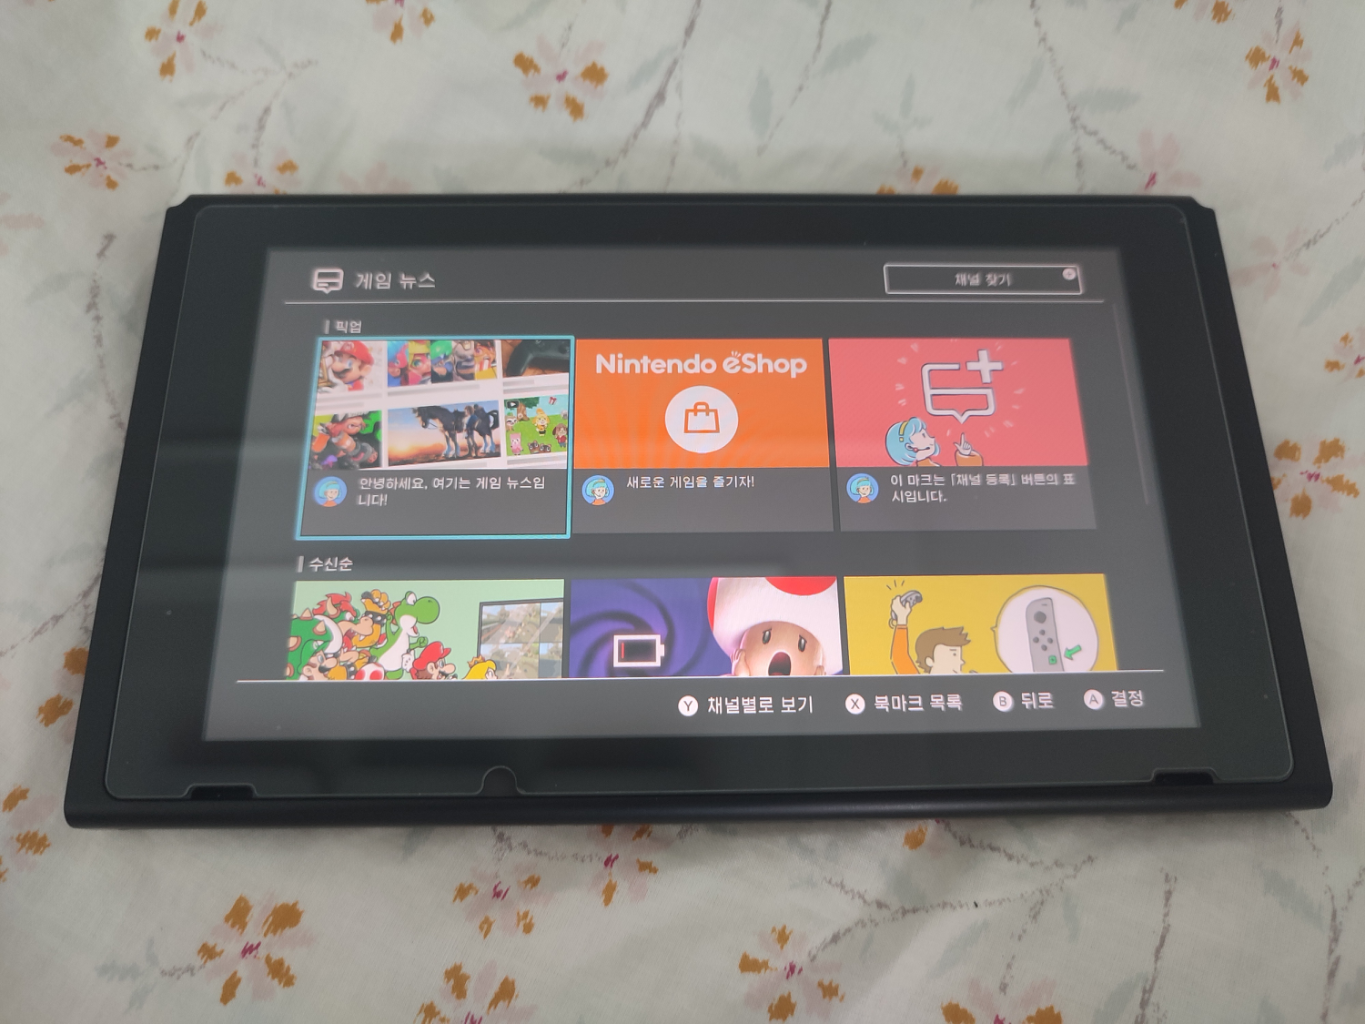 게임 뉴스
채널 찾기
픽업
Nintendo eShop
안녕하세요, 여기는 게임 뉴스입
니다!
새로운 게임을 즐기자!
이 마크는 「채널 등록」 버튼의 표
시입니다.
수신순
Y 채널별로 보기
X 북마크 목록
B 뒤로
A 결정